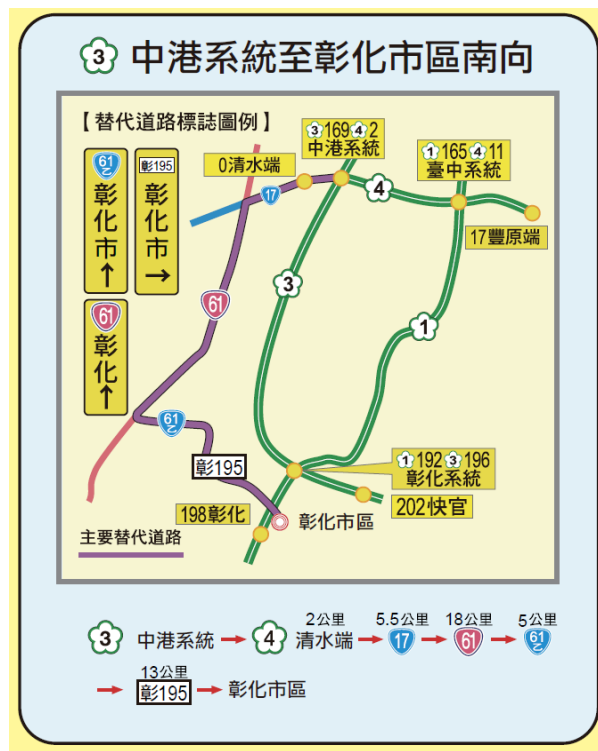 3 中港系統至彰化市區南向
【替代道路標誌圖例】
61乙 彰化市↑
彰195 彰化市→
61 彰化↑
0清水端
3 169 4 2
中港系統
1 165 4 11
臺中系統
17
4
17豐原端
3
61
1
61乙
彰195
1 192 3 196
彰化系統
202快官
198彰化
彰化市區
主要替代道路
2公里 5.5公里 18公里 5公里
3 中港系統 → 4 清水端 → 17 → 61 → 61乙
13公里
→ 彰195 → 彰化市區